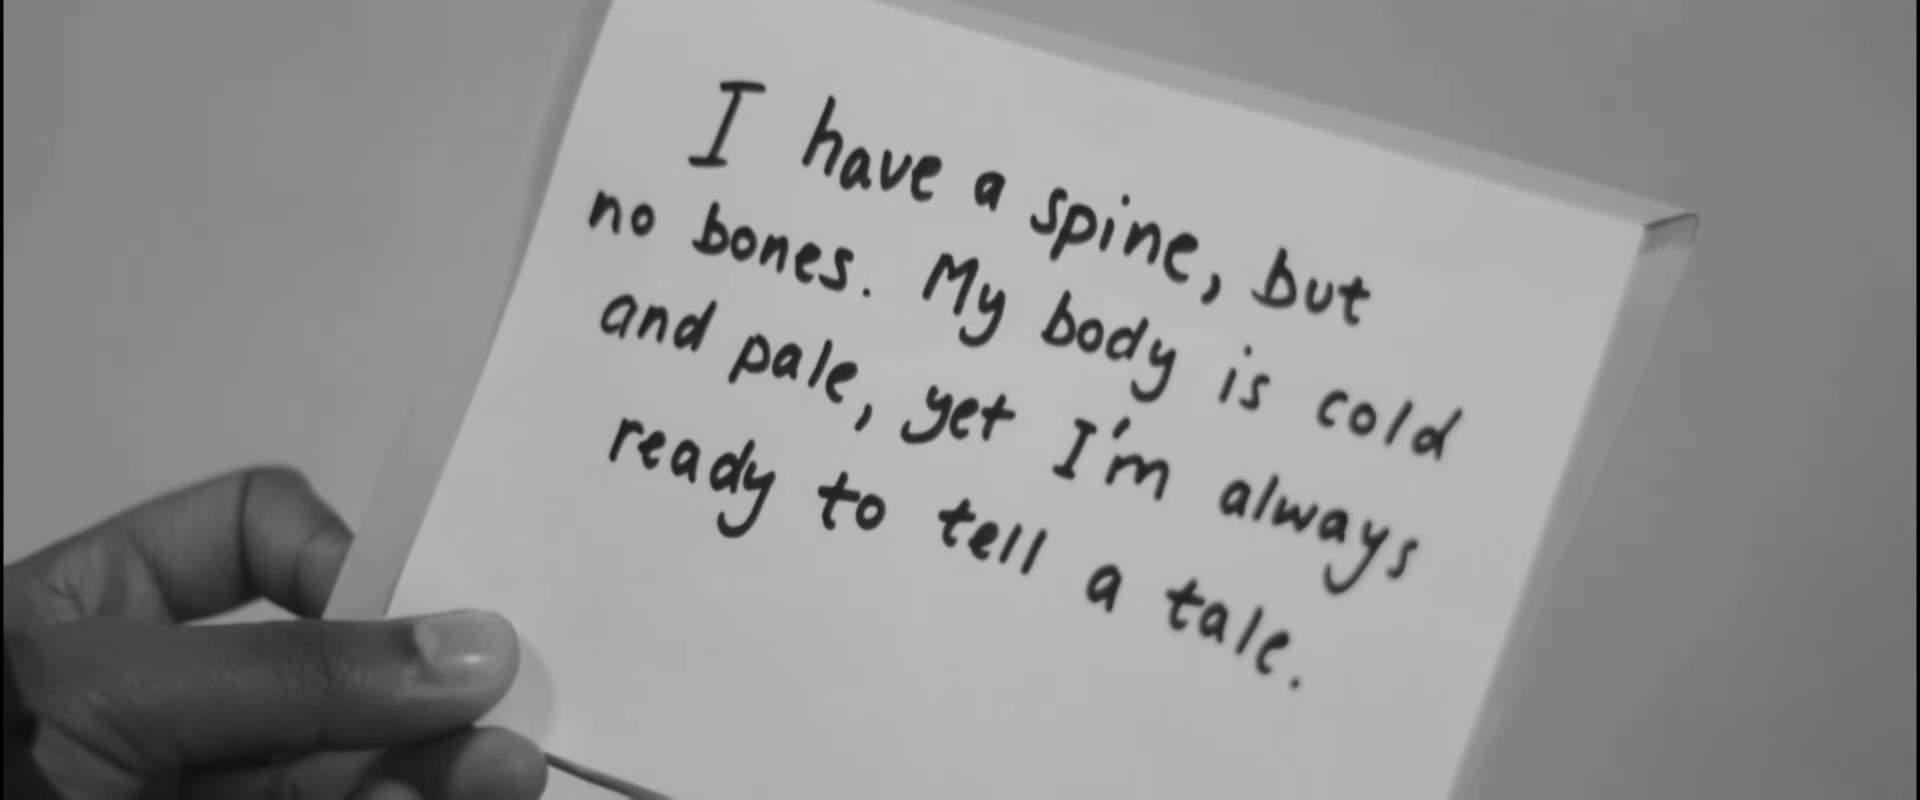 I have a spine, but
no bones. My body is cold
and pale, yet I'm always
ready to tell a tale.